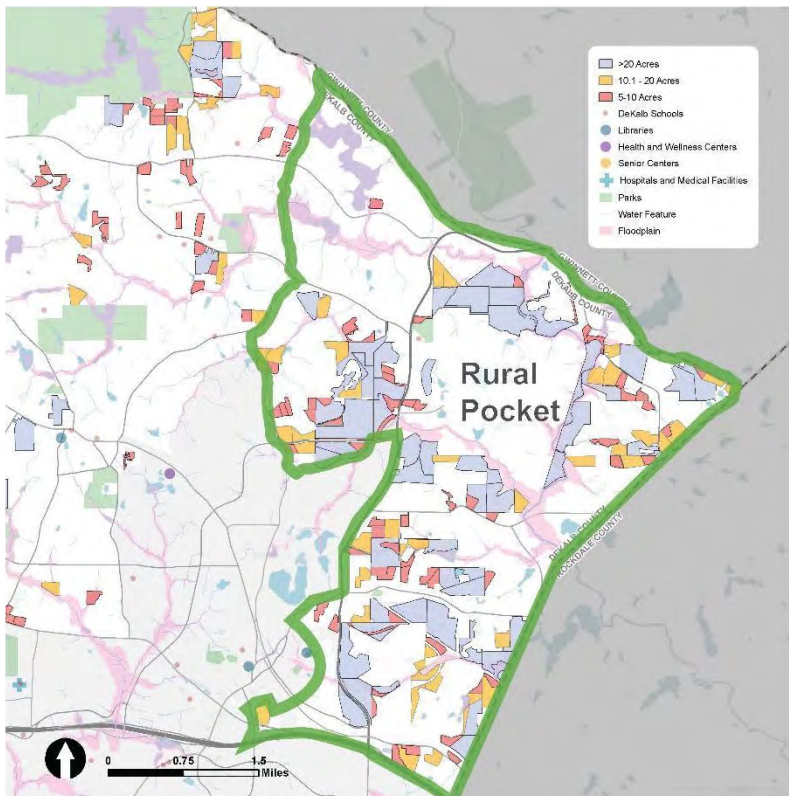 GWINNETT COUNTY
DEKALB COUNTY
>20 Acres
10.1 - 20 Acres
5-10 Acres
DeKalb Schools
Libraries
Health and Wellness Centers
Senior Centers
Hospitals and Medical Facilities
Parks
Water Feature
Floodplain
GWINNETT COUNTY
DEKALB COUNTY
Rural
Pocket
DEKALB COUNTY
ROCKDALE COUNTY
0 0.75 1.5
Miles